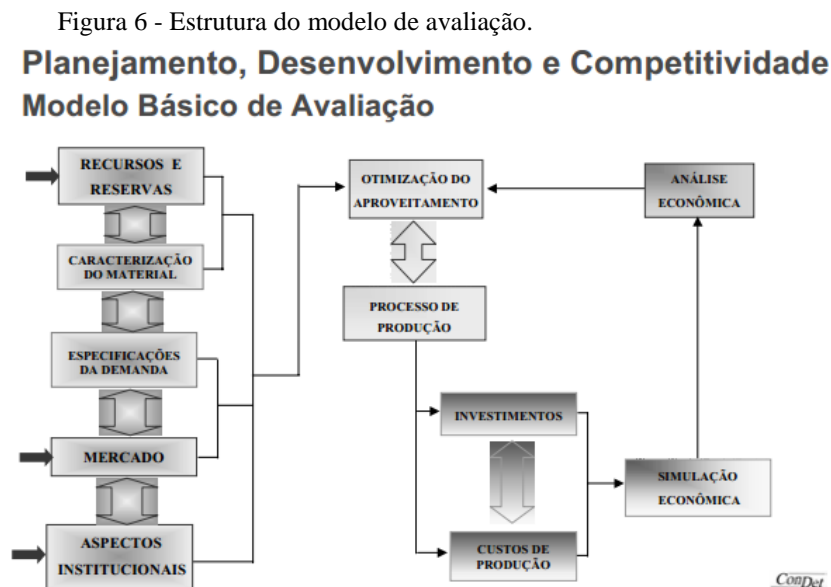 Figura 6 - Estrutura do modelo de avaliação.
Planejamento, Desenvolvimento e Competitividade
Modelo Básico de Avaliação
RECURSOS E
RESERVAS
CARACTERIZAÇÃO
DO MATERIAL
ESPECIFICAÇÕES
DA DEMANDA
MERCADO
ASPECTOS
INSTITUCIONAIS
OTIMIZAÇÃO DO
APROVEITAMENTO
PROCESSO DE
PRODUÇÃO
INVESTIMENTOS
CUSTOS DE
PRODUÇÃO
ANÁLISE
ECONÔMICA
SIMULAÇÃO
ECONÔMICA
ConDet